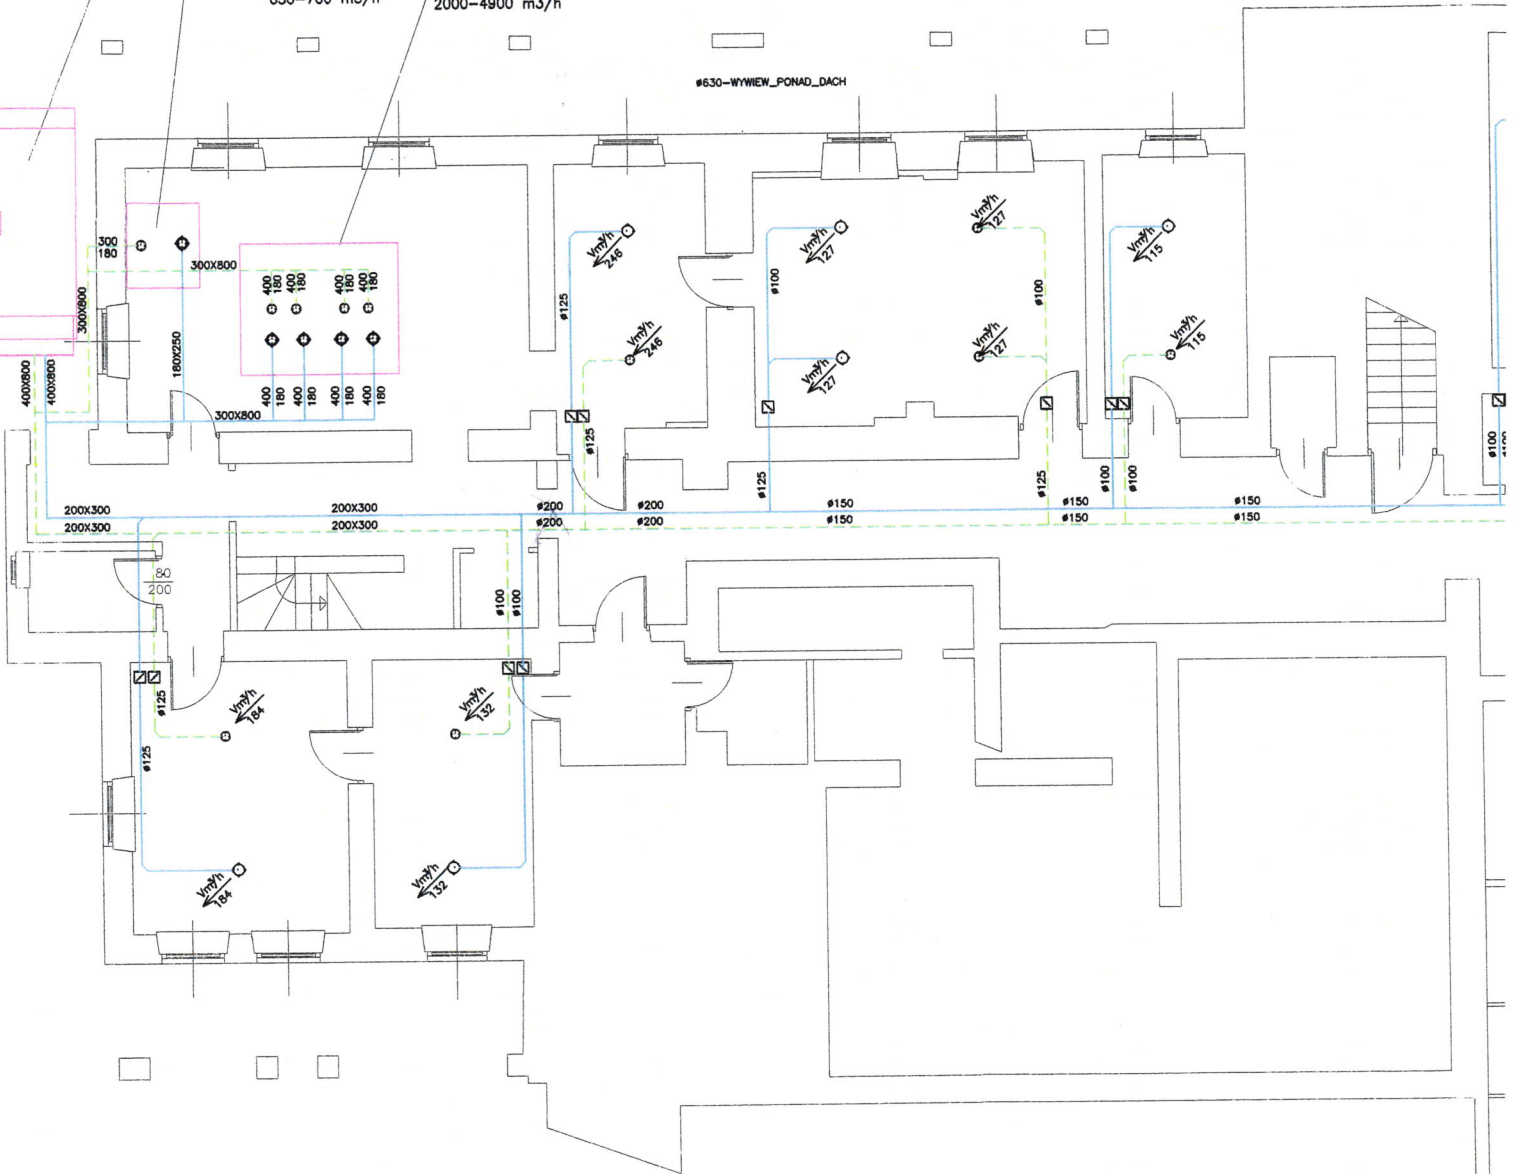 2000-4900 m3/h
ø630-WYWIEW_PONAD_DACH
300
180
300X800
300X800
400
180
400
180
400
180
400
180
180X250
400X800
400X800
400
180
400
180
400
180
400
180
300X800
Vm³/h
246
Vm³/h
246
ø125
ø125
Vm³/h
127
Vm³/h
127
Vm³/h
127
Vm³/h
127
ø100
ø100
ø125
ø125
Vm³/h
115
Vm³/h
115
ø100
ø100
ø100
200X300
200X300
ø200
ø200
ø150
ø150
ø150
200X300
200X300
ø200
ø200
ø150
ø150
ø150
80
200
ø100
ø100
ø125
ø125
Vm³/h
184
Vm³/h
132
Vm³/h
184
Vm³/h
132